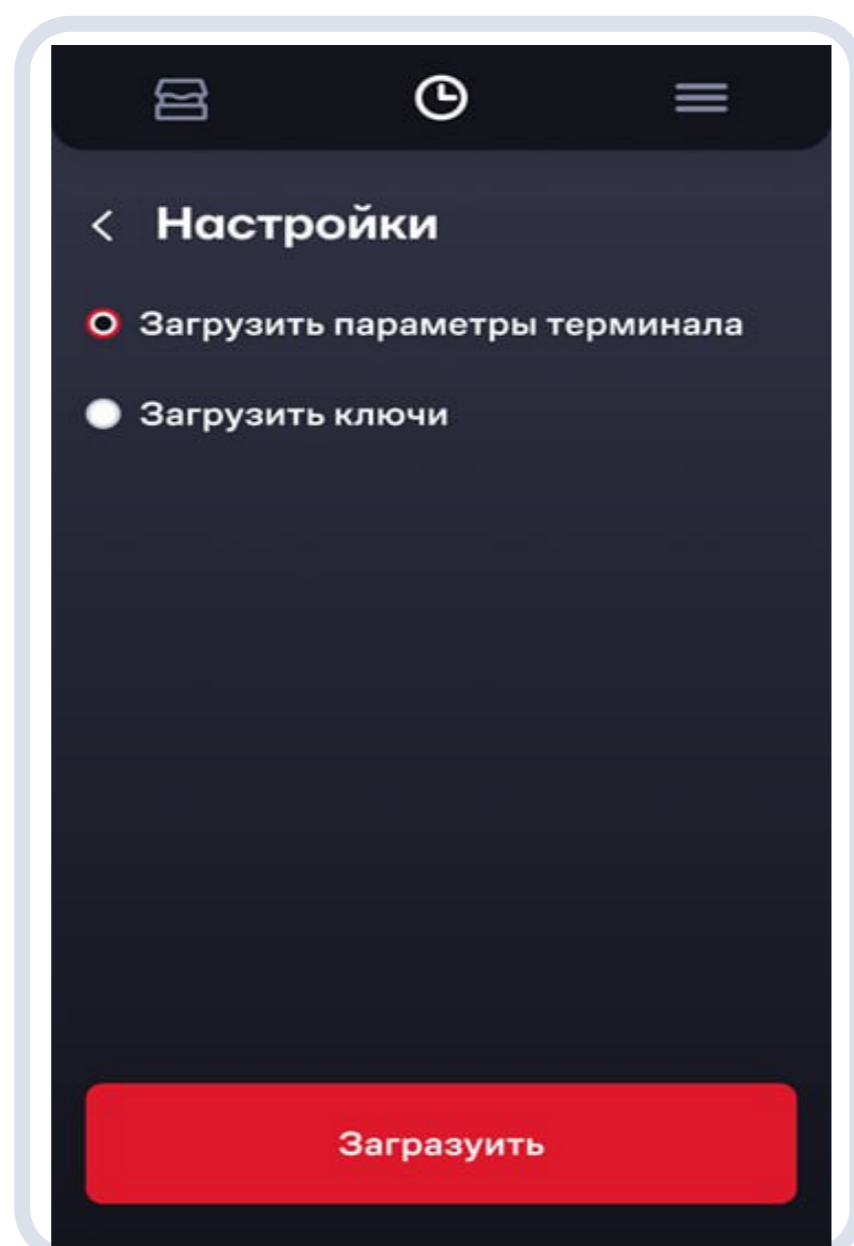 Настройки
Загрузить параметры терминала
Загрузить ключи
Загразуить